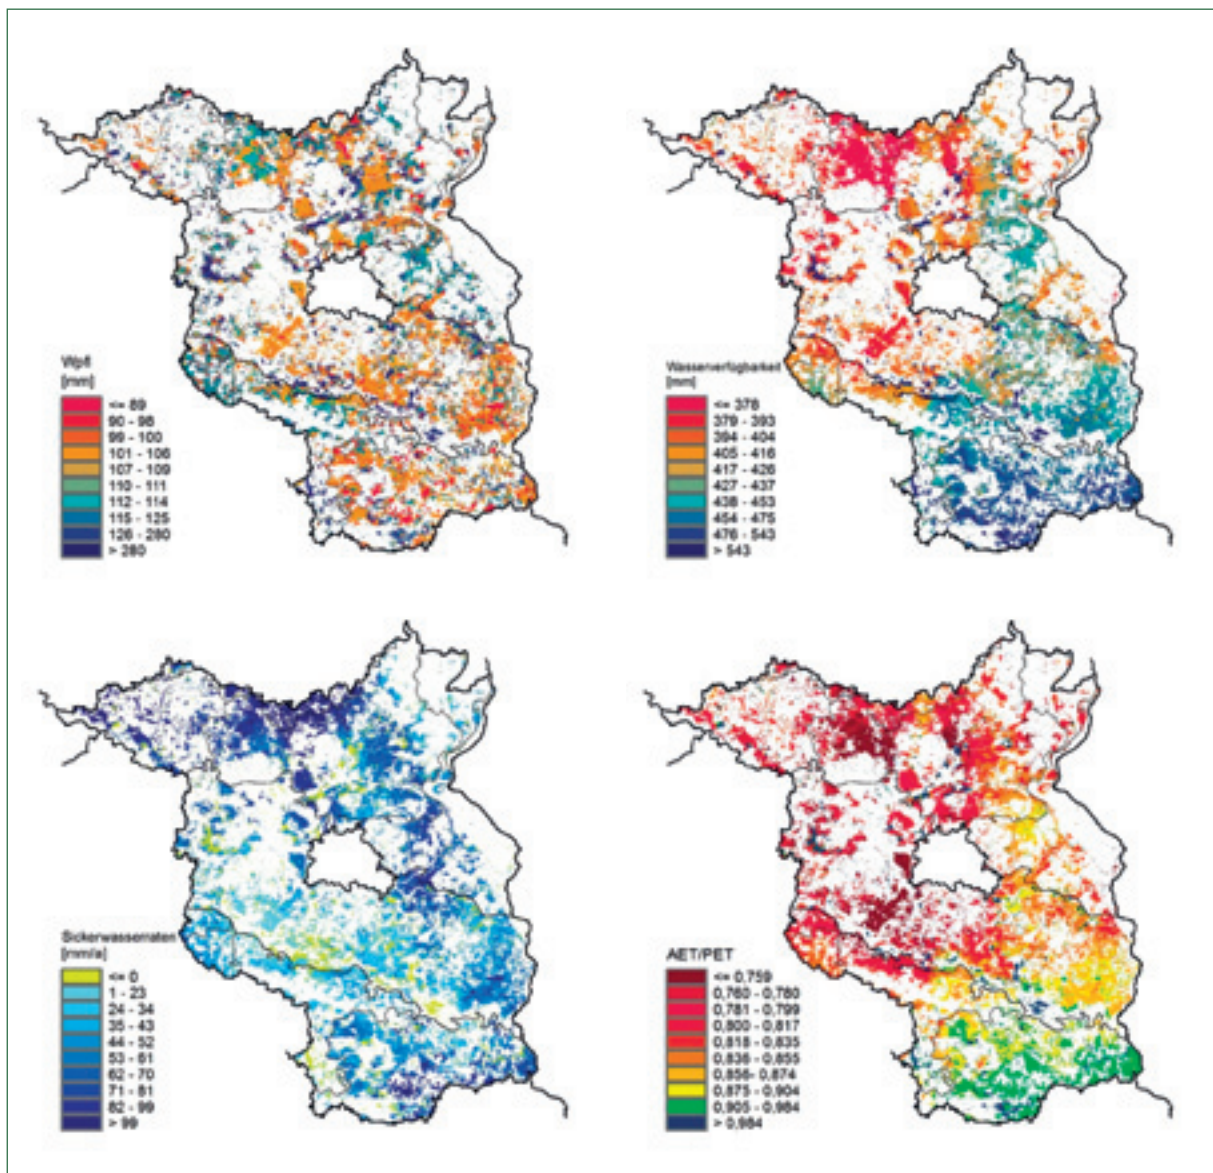 Wpfl
[mm]
<= 89
90 - 98
99 - 100
101 - 106
107 - 109
110 - 111
112 - 114
115 - 125
126 - 280
> 280
Wasserverfügbarkeit
[mm]
<= 378
379 - 393
394 - 404
405 - 416
417 - 426
427 - 437
438 - 453
454 - 475
476 - 543
> 543
Sickerwasserraten
[mm/a]
<= 0
1 - 23
24 - 34
35 - 43
44 - 52
53 - 61
62 - 70
71 - 81
82 - 99
> 99
AET/PET
<= 0,759
0,760 - 0,780
0,781 - 0,799
0,800 - 0,817
0,818 - 0,835
0,836 - 0,855
0,856- 0,874
0,875 - 0,904
0,905 - 0,984
> 0,984